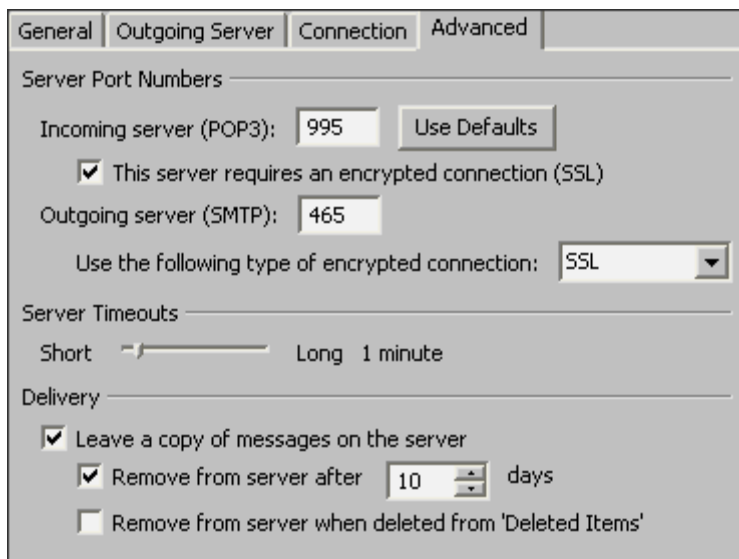 General Outgoing Server Connection Advanced
Server Port Numbers
Incoming server (POP3): 995 Use Defaults
This server requires an encrypted connection (SSL)
Outgoing server (SMTP): 465
Use the following type of encrypted connection: SSL
Server Timeouts
Short Long 1 minute
Delivery
Leave a copy of messages on the server
Remove from server after 10 days
Remove from server when deleted from 'Deleted Items'